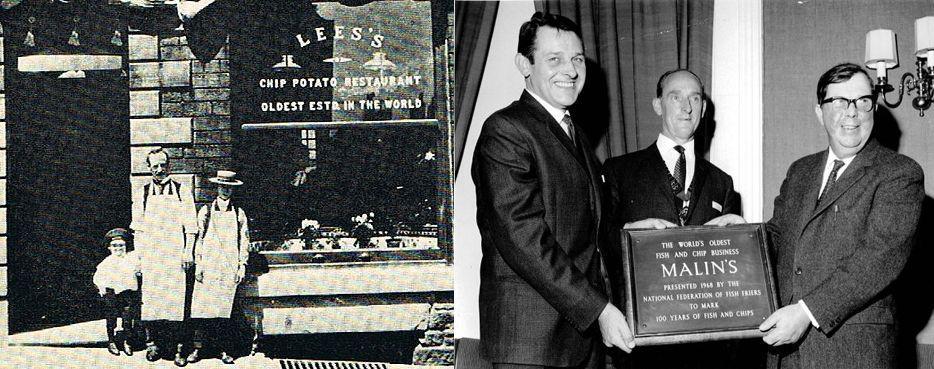 LEES'S
CHIP POTATO RESTAURANT
OLDEST ESTD IN THE WORLD
THE WORLD'S OLDEST
FISH AND CHIP BUSINESS
MALIN'S
PRESENTED 1968 BY THE
NATIONAL FEDERATION OF FISH FRIERS
TO MARK
100 YEARS OF FISH AND CHIPS